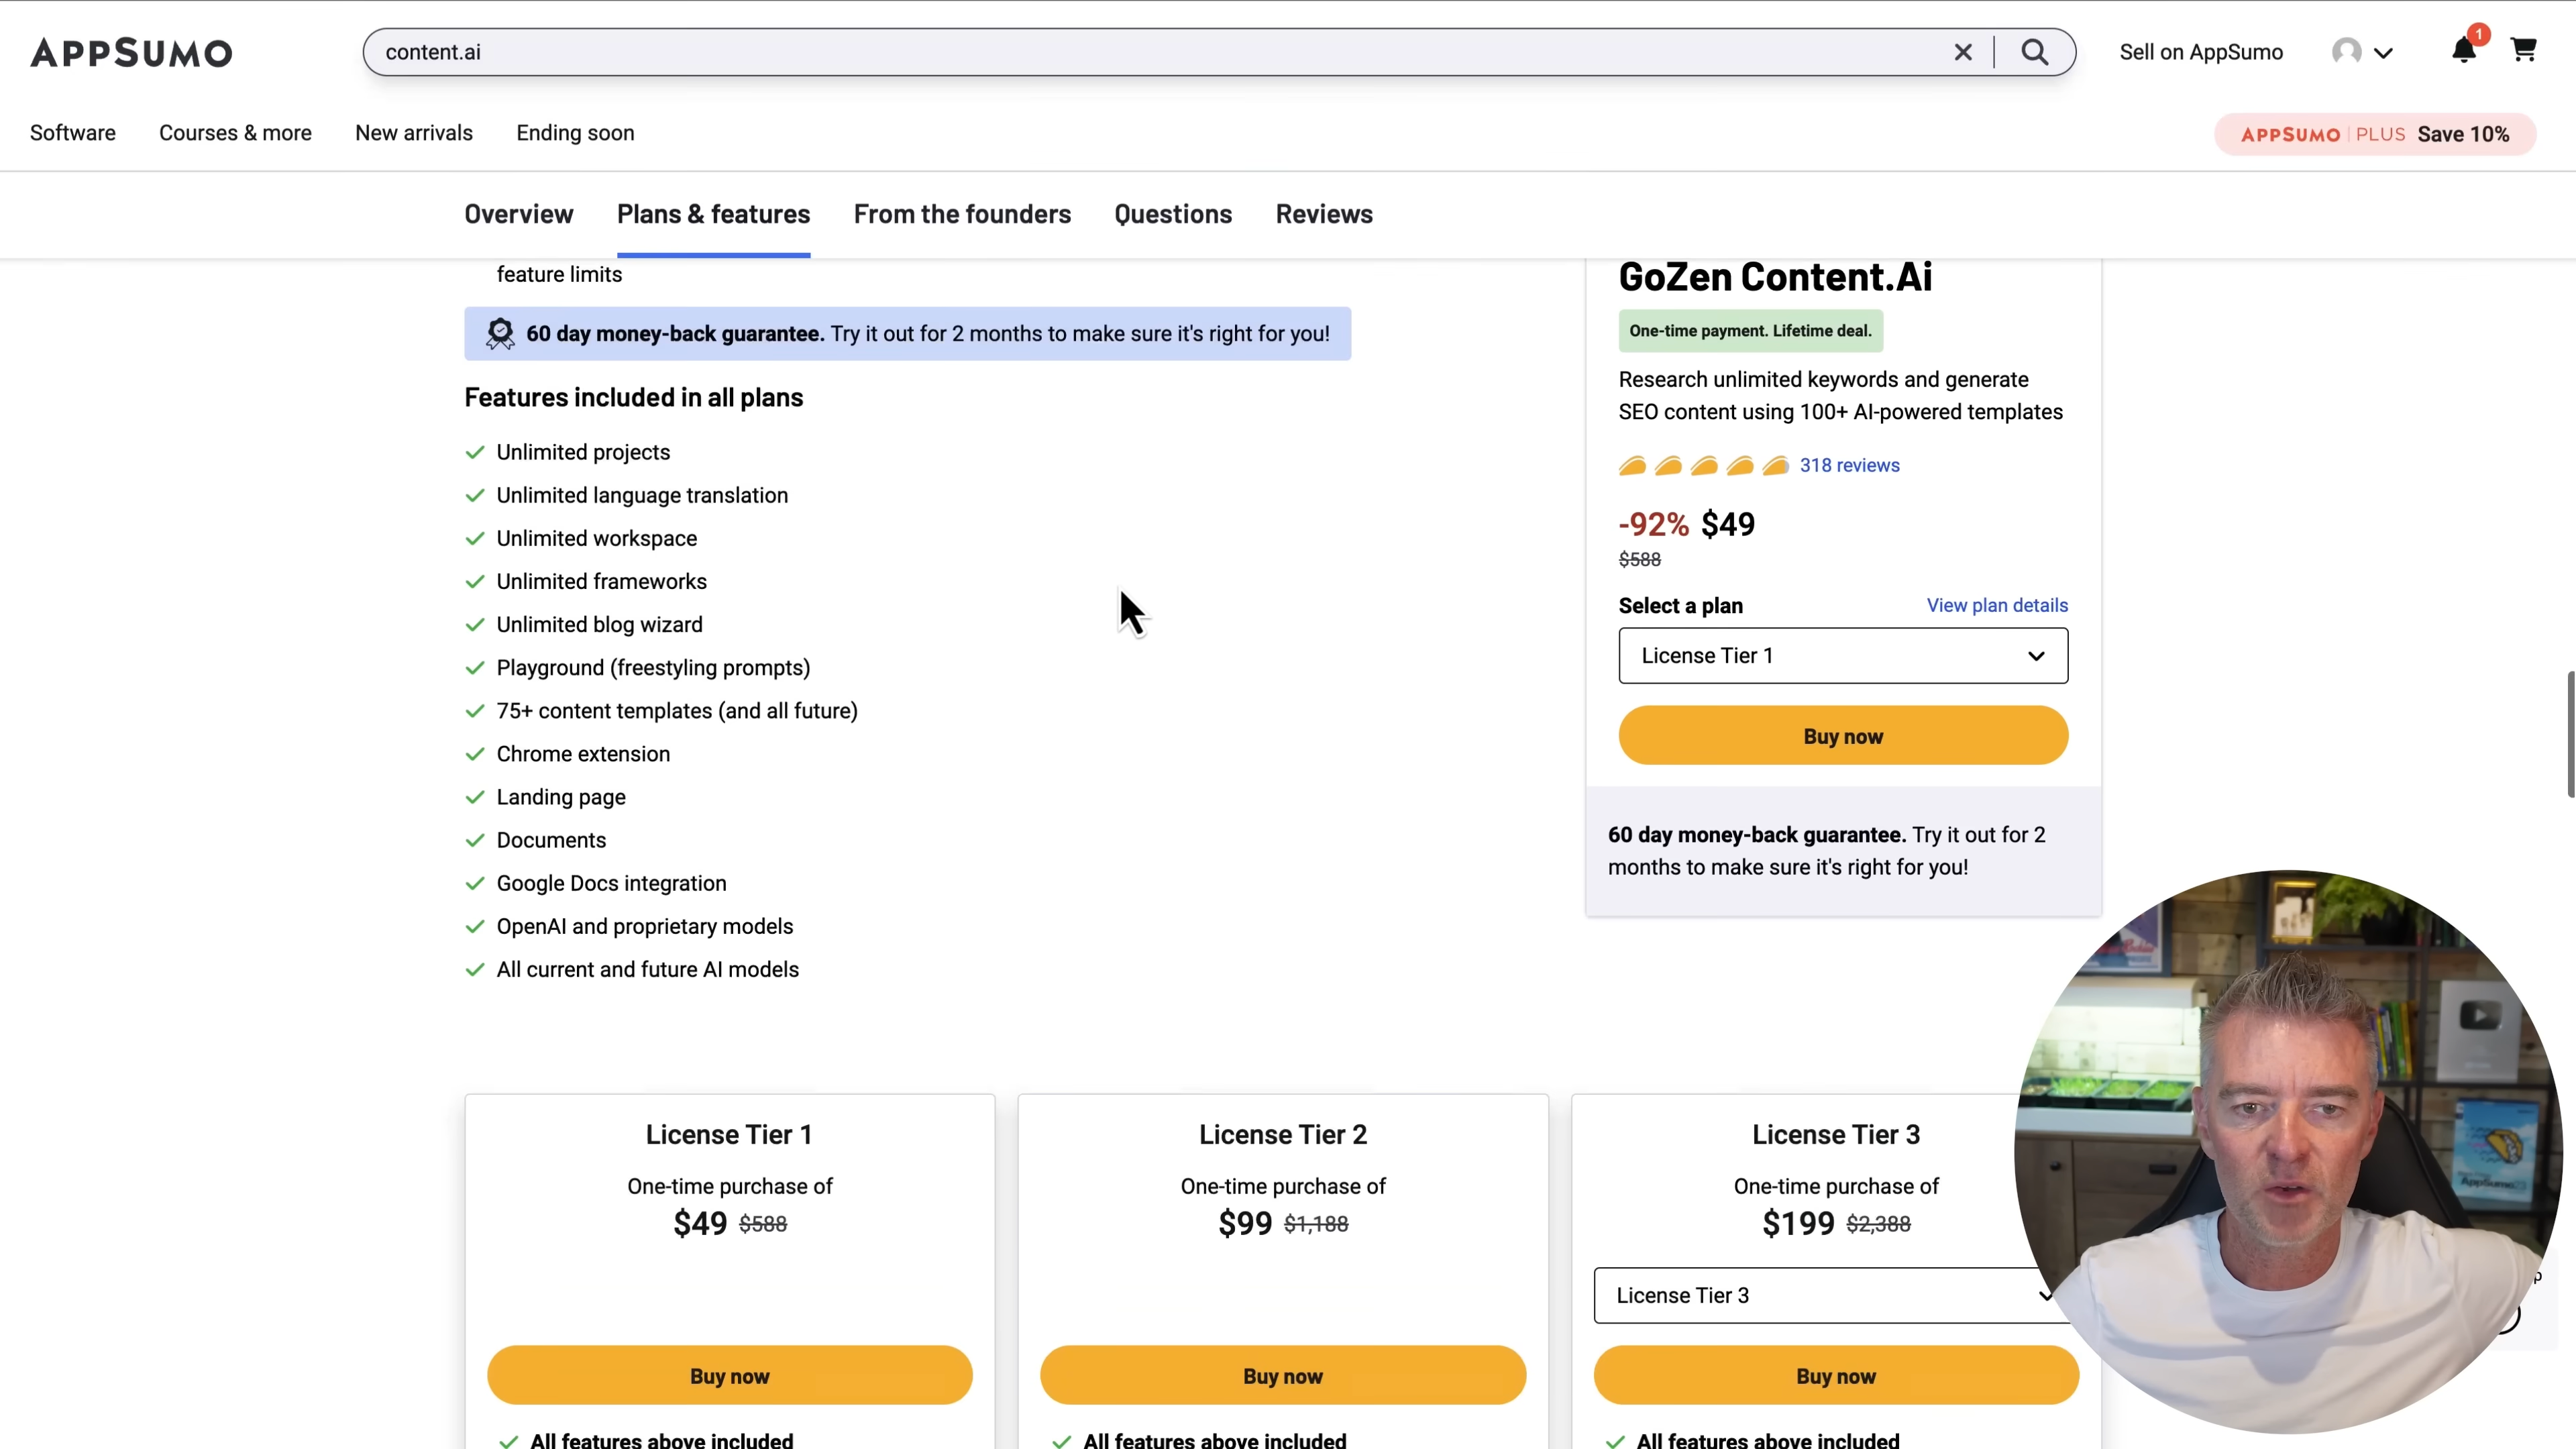 APPSUMO
content.ai
Sell on AppSumo
1
Software
Courses & more
New arrivals
Ending soon
APPSUMO | PLUS Save 10%
Overview
Plans & features
From the founders
Questions
Reviews
feature limits
60 day money-back guarantee. Try it out for 2 months to make sure it's right for you!
Features included in all plans
Unlimited projects
Unlimited language translation
Unlimited workspace
Unlimited frameworks
Unlimited blog wizard
Playground (freestyling prompts)
75+ content templates (and all future)
Chrome extension
Landing page
Documents
Google Docs integration
OpenAI and proprietary models
All current and future AI models
GoZen Content.Ai
One-time payment. Lifetime deal.
Research unlimited keywords and generate
SEO content using 100+ AI-powered templates
318 reviews
-92% $49
$588
Select a plan
View plan details
License Tier 1
Buy now
60 day money-back guarantee. Try it out for 2
months to make sure it's right for you!
License Tier 1
One-time purchase of
$49 $588
Buy now
All features above included
License Tier 2
One-time purchase of
$99 $1,188
Buy now
All features above included
License Tier 3
One-time purchase of
$199 $2,388
License Tier 3
Buy now
All features above included
AppSumo